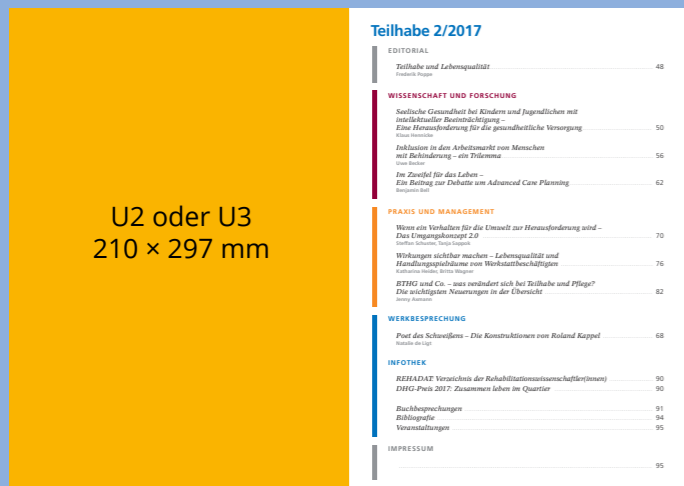 U2 oder U3
210 × 297 mm
Teilhabe 2/2017
EDITORIAL
Teilhabe und Lebensqualität 48
Frederik Poppe
WISSENSCHAFT UND FORSCHUNG
Seelische Gesundheit bei Kindern und Jugendlichen mit
intellektueller Beeinträchtigung –
Eine Herausforderung für die gesundheitliche Versorgung 50
Klaus Hennicke
Inklusion in den Arbeitsmarkt von Menschen
mit Behinderung – ein Trilemma 56
Uwe Becker
Im Zweifel für das Leben –
Ein Beitrag zur Debatte um Advanced Care Planning 62
Benjamin Bell
PRAXIS UND MANAGEMENT
Wenn ein Verhalten für die Umwelt zur Herausforderung wird –
Das Umgangskonzept 2.0 70
Steffan Schuster, Tanja Sappok
Wirkungen sichtbar machen – Lebensqualität und
Handlungsspielräume von Werkstattbeschäftigten 76
Katharina Heider, Britta Wagner
BTHG und Co. – was verändert sich bei Teilhabe und Pflege?
Die wichtigsten Neuerungen in der Übersicht 82
Jenny Axmann
WERKBESPRECHUNG
Poet des Schweißens – Die Konstruktionen von Roland Kappel 68
Natalie de Ligt
INFOTHEK
REHADAT: Verzeichnis der Rehabilitationswissenschaftler(innen) 90
DHG-Preis 2017: Zusammen leben im Quartier 90
Buchbesprechungen 91
Bibliografie 94
Veranstaltungen 95
IMPRESSUM
95